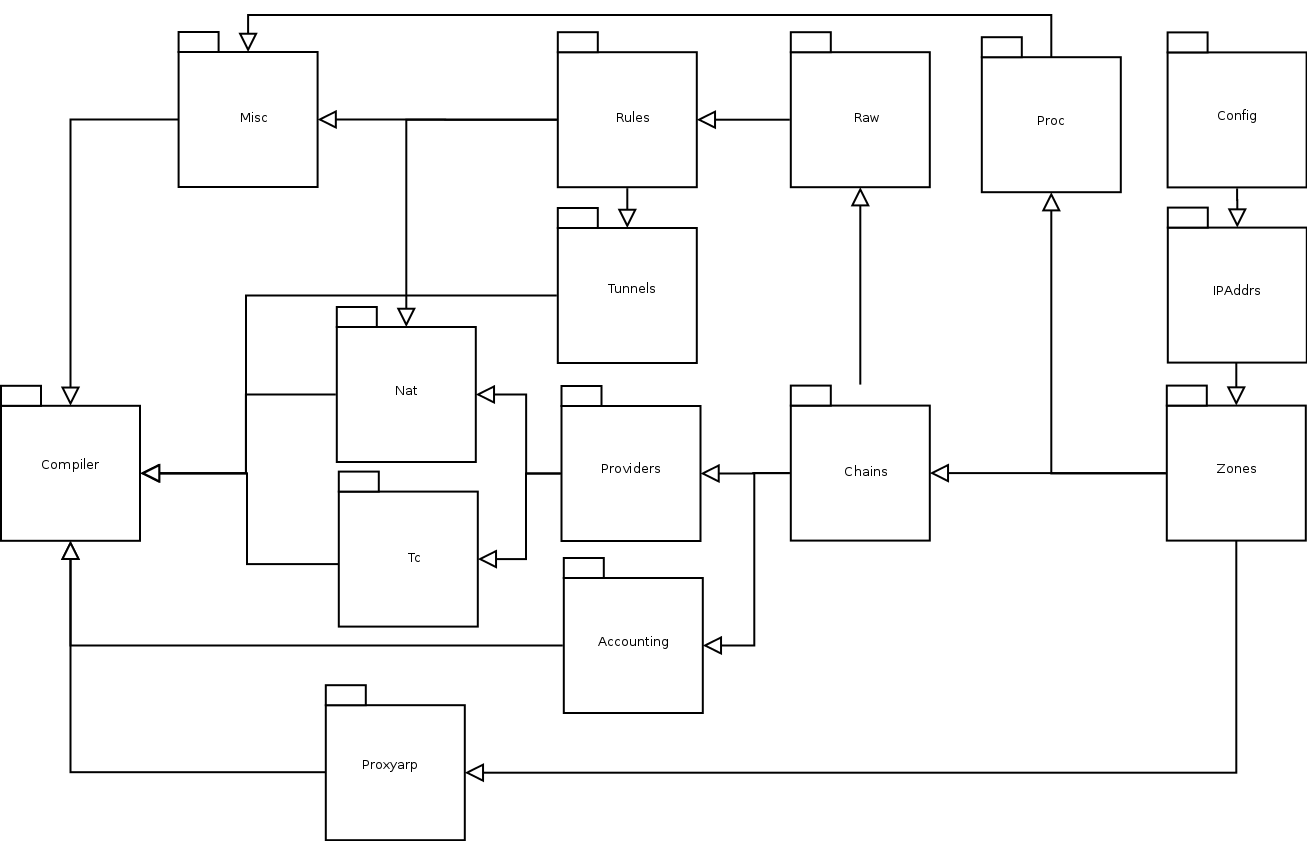 Misc
Rules
Raw
Proc
Config
Tunnels
IPAddrs
Nat
Compiler
Providers
Chains
Zones
Tc
Accounting
Proxyarp